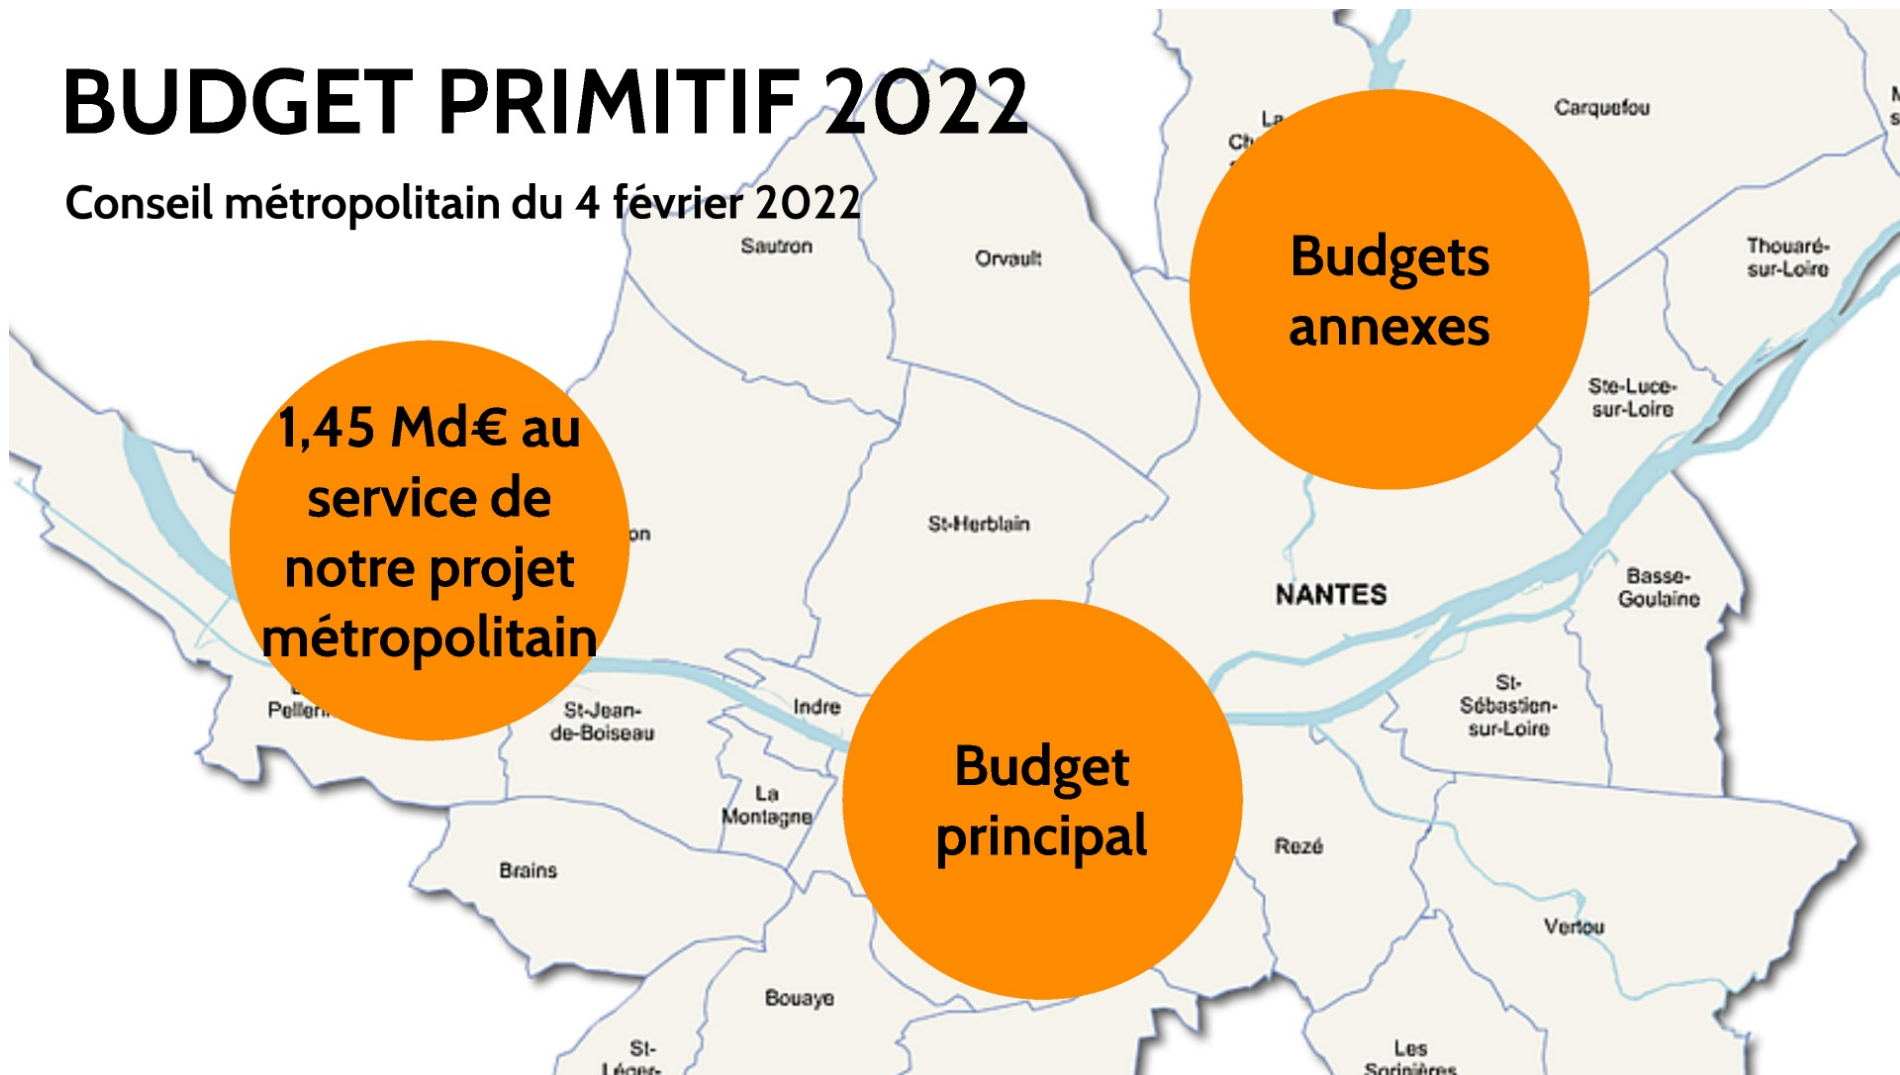 BUDGET PRIMITIF 2022
Conseil métropolitain du 4 février 2022
Carquefou
Sautron
Orvault
Thouaré-
sur-Loire
Budgets
annexes
Ste-Luce-
sur-Loire
1,45 Md€ au
service de
notre projet
métropolitain
St-Herblain
NANTES
Basse-
Goulaine
St-Jean-
de-Boiseau
Indre
St-
Sébastien-
sur-Loire
Budget
principal
La
Montagne
Rezé
Brains
Vertou
Bouaye
St-
Léger-
Les
Sorinières